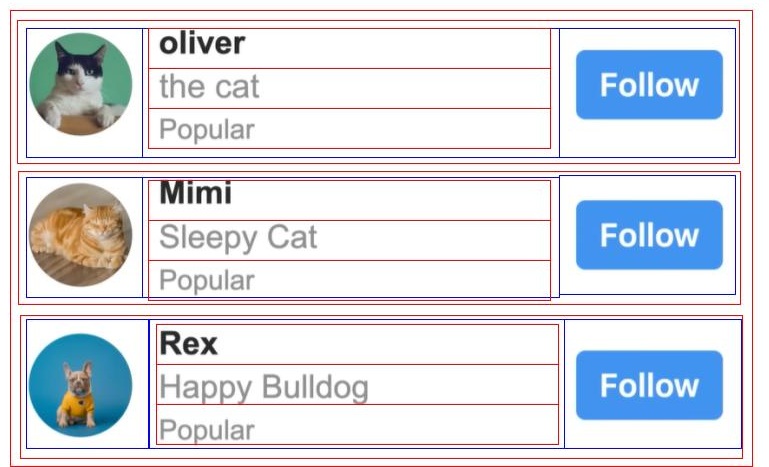 oliver
the cat
Popular
Follow
Mimi
Sleepy Cat
Popular
Follow
Rex
Happy Bulldog
Popular
Follow